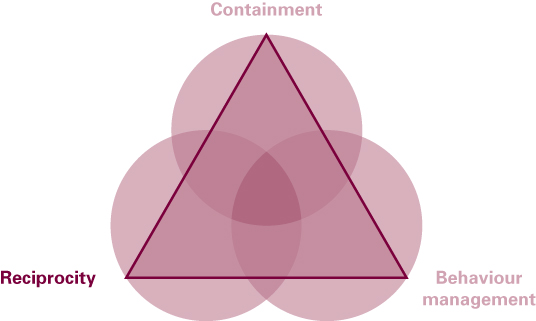 Containment
Reciprocity
Behaviour
management